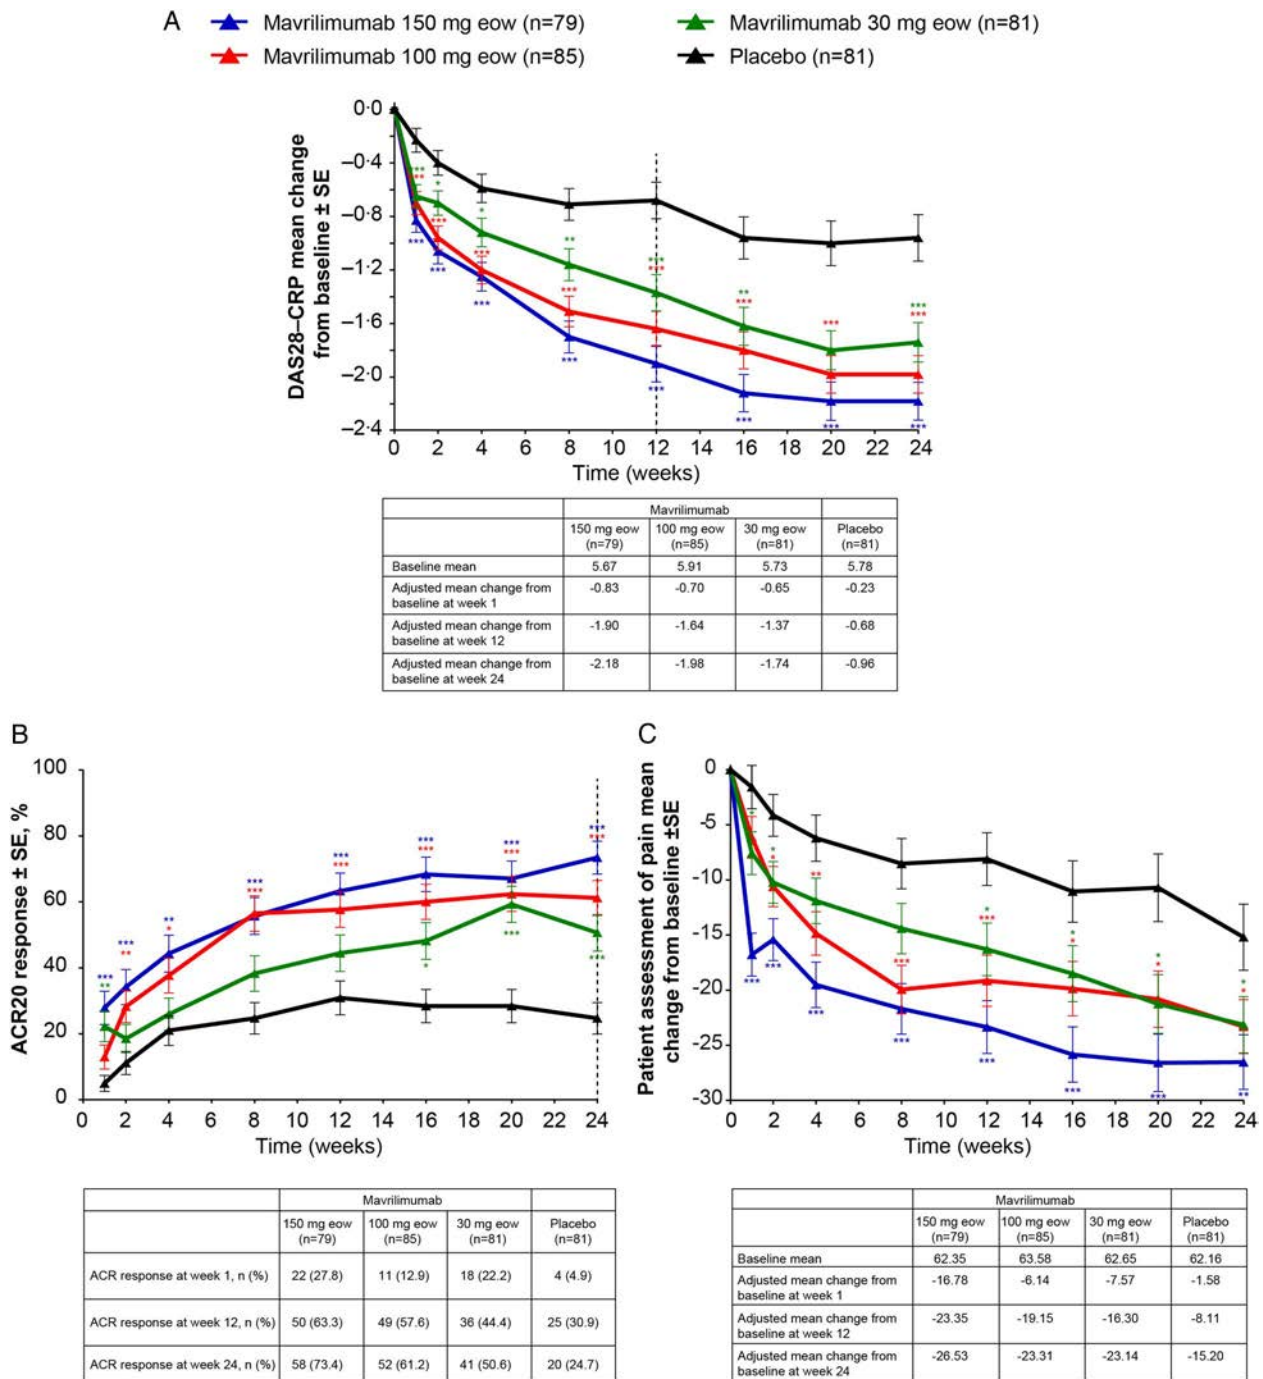 A
Mavrilimumab 150 mg eow (n=79)
Mavrilimumab 30 mg eow (n=81)
Mavrilimumab 100 mg eow (n=85)
Placebo (n=81)
DAS28–CRP mean change
from baseline ± SE
0·0
–0·4
–0·8
–1·2
–1·6
–2·0
–2·4
0 2 4 6 8 10 12 14 16 18 20 22 24
Time (weeks)
Mavrilimumab
150 mg eow (n=79) 100 mg eow (n=85) 30 mg eow (n=81) Placebo (n=81)
Baseline mean 5.67 5.91 5.73 5.78
Adjusted mean change from baseline at week 1 -0.83 -0.70 -0.65 -0.23
Adjusted mean change from baseline at week 12 -1.90 -1.64 -1.37 -0.68
Adjusted mean change from baseline at week 24 -2.18 -1.98 -1.74 -0.96
B
ACR20 response ± SE, %
100
80
60
40
20
0
0 2 4 6 8 10 12 14 16 18 20 22 24
Time (weeks)
Mavrilimumab
150 mg eow (n=79) 100 mg eow (n=85) 30 mg eow (n=81) Placebo (n=81)
ACR response at week 1, n (%) 22 (27.8) 11 (12.9) 18 (22.2) 4 (4.9)
ACR response at week 12, n (%) 50 (63.3) 49 (57.6) 36 (44.4) 25 (30.9)
ACR response at week 24, n (%) 58 (73.4) 52 (61.2) 41 (50.6) 20 (24.7)
C
Patient assessment of pain mean
change from baseline ±SE
0
-5
-10
-15
-20
-25
-30
0 2 4 6 8 10 12 14 16 18 20 22 24
Time (weeks)
Mavrilimumab
150 mg eow (n=79) 100 mg eow (n=85) 30 mg eow (n=81) Placebo (n=81)
Baseline mean 62.35 63.58 62.65 62.16
Adjusted mean change from baseline at week 1 -16.78 -6.14 -7.57 -1.58
Adjusted mean change from baseline at week 12 -23.35 -19.15 -16.30 -8.11
Adjusted mean change from baseline at week 24 -26.53 -23.31 -23.14 -15.20